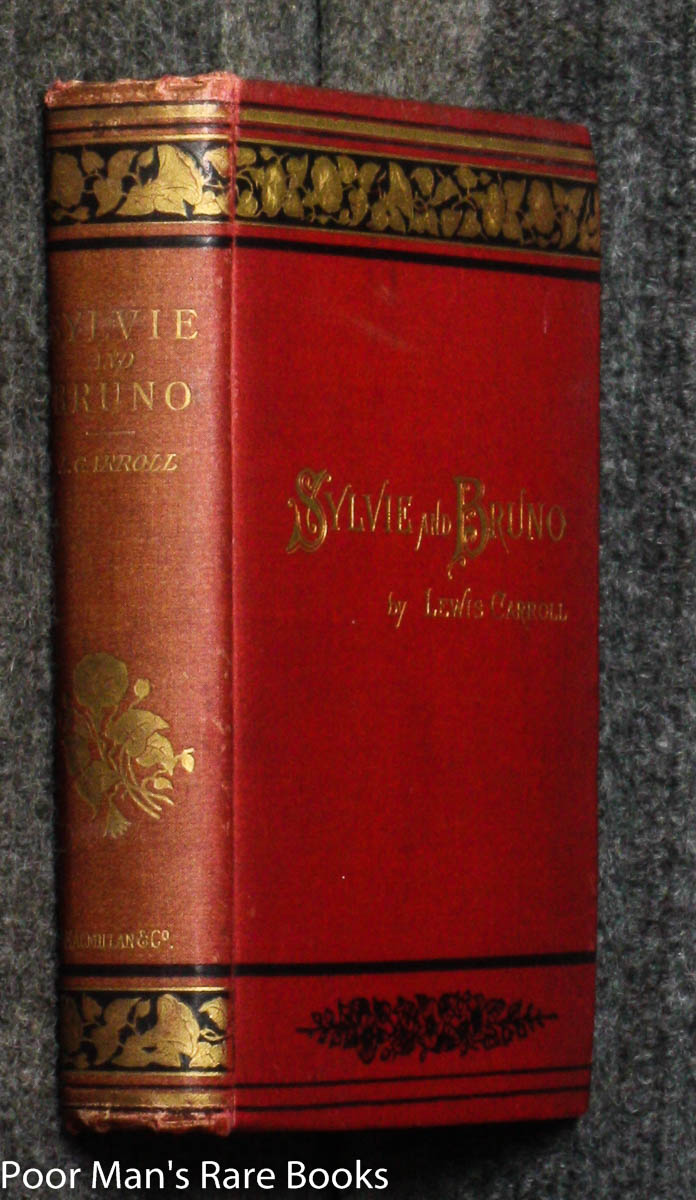 SYLVIE
AND
BRUNO
L. CARROLL
MACMILLAN & Co.
SYLVIE AND BRUNO
by LEWIS CARROLL
Poor Man's Rare Books